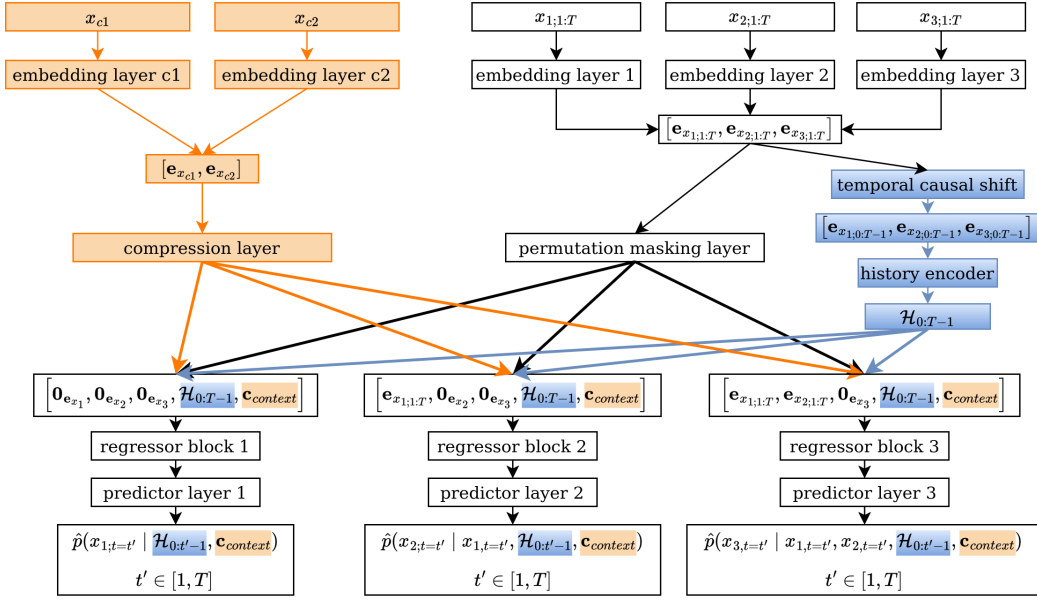 x_{c1}
x_{c2}
x_{1;1:T}
x_{2;1:T}
x_{3;1:T}
embedding layer c1
embedding layer c2
embedding layer 1
embedding layer 2
embedding layer 3
[e_{x_{1;1:T}}, e_{x_{2;1:T}}, e_{x_{3;1:T}}]
[e_{x_{c1}}, e_{x_{c2}}]
temporal causal shift
[e_{x_{1;0:T-1}}, e_{x_{2;0:T-1}}, e_{x_{3;0:T-1}}]
compression layer
permutation masking layer
history encoder
ℋ_{0:T-1}
[0_{e_{x_1}}, 0_{e_{x_2}}, 0_{e_{x_3}}, ℋ_{0:T-1}, c_{context}]
[e_{x_{1;1:T}}, 0_{e_{x_2}}, 0_{e_{x_3}}, ℋ_{0:T-1}, c_{context}]
[e_{x_{1;1:T}}, e_{x_{2;1:T}}, 0_{e_{x_3}}, ℋ_{0:T-1}, c_{context}]
regressor block 1
regressor block 2
regressor block 3
predictor layer 1
predictor layer 2
predictor layer 3
p̂(x_{1;t=t′} | ℋ_{0:t′-1}, c_{context})
t′ ∈ [1, T]
p̂(x_{2;t=t′} | x_{1,t=t′}, ℋ_{0:t′-1}, c_{context})
t′ ∈ [1, T]
p̂(x_{3,t=t′} | x_{1,t=t′}, x_{2,t=t′}, ℋ_{0:t′-1}, c_{context})
t′ ∈ [1, T]